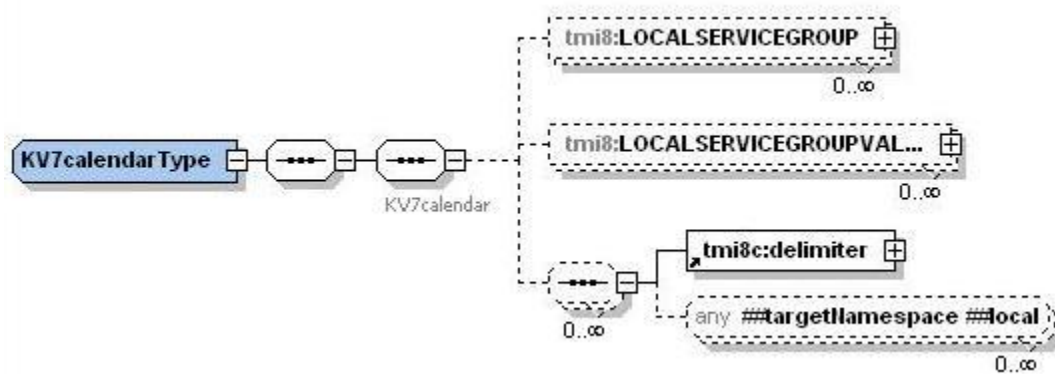 tmi8:LOCALSERVICEGROUP
0..∞
KV7calendarType
KV7calendar
tmi8:LOCALSERVICEGROUPVAL...
0..∞
tmi8c:delimiter
0..∞
any ##targetNamespace ##local
0..∞